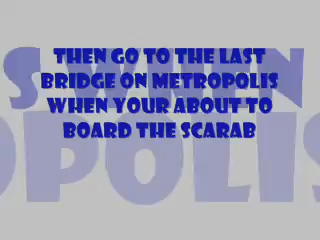 THEN GO TO THE LAST
BRIDGE ON METROPOLIS
WHEN YOUR ABOUT TO
BOARD THE SCARAB